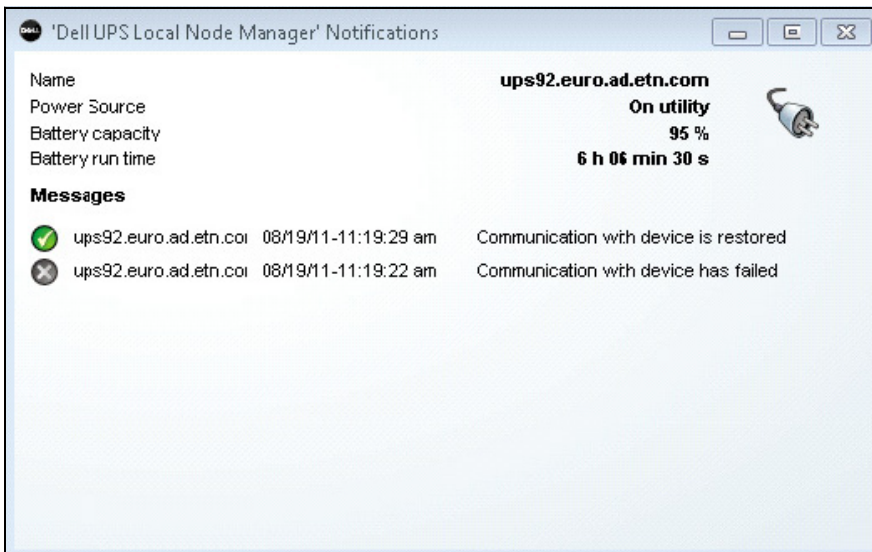 DELL 'Dell UPS Local Node Manager' Notifications
Name ups92.euro.ad.etn.com
Power Source On utility
Battery capacity 95 %
Battery run time 6 h 06 min 30 s
Messages
ups92.euro.ad.etn.cor 08/19/11-11:19:29 am Communication with device is restored
ups92.euro.ad.etn.cor 08/19/11-11:19:22 am Communication with device has failed